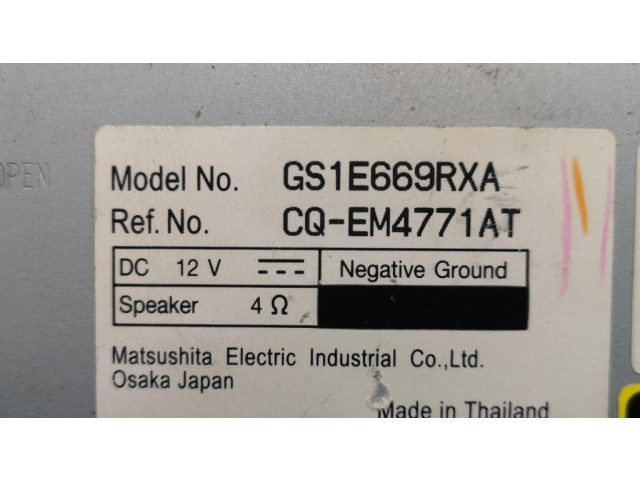 OPEN
Model No. GS1E669RXA
Ref. No. CQ-EM4771AT
DC 12 V ⎓ Negative Ground
Speaker 4 Ω
Matsushita Electric Industrial Co.,Ltd.
Osaka Japan
Made in Thailand